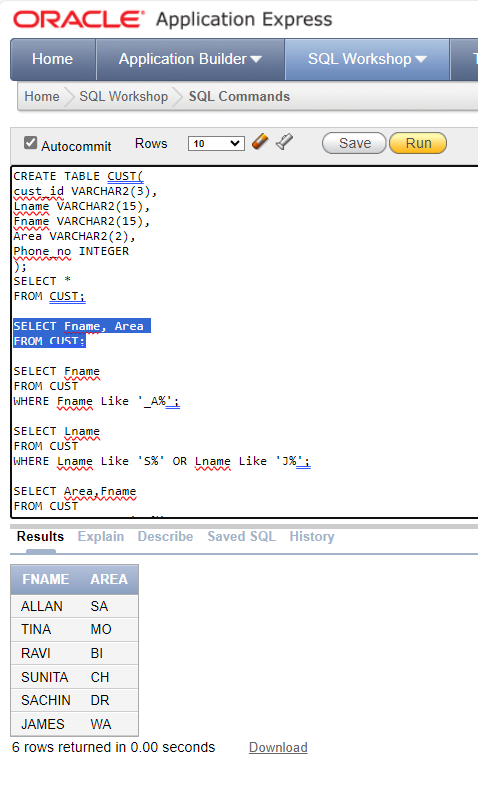 ORACLE® Application Express
Home Application Builder SQL Workshop T
Home SQL Workshop SQL Commands
Autocommit Rows 10 Save Run
CREATE TABLE CUST(
cust_id VARCHAR2(3),
Lname VARCHAR2(15),
Fname VARCHAR2(15),
Area VARCHAR2(2),
Phone_no INTEGER
);
SELECT *
FROM CUST;
SELECT Fname, Area
FROM CUST;
SELECT Fname
FROM CUST
WHERE Fname Like '_A%';
SELECT Lname
FROM CUST
WHERE Lname Like 'S%' OR Lname Like 'J%';
SELECT Area,Fname
FROM CUST
Results Explain Describe Saved SQL History
FNAME AREA
ALLAN SA
TINA MO
RAVI BI
SUNITA CH
SACHIN DR
JAMES WA
6 rows returned in 0.00 seconds Download